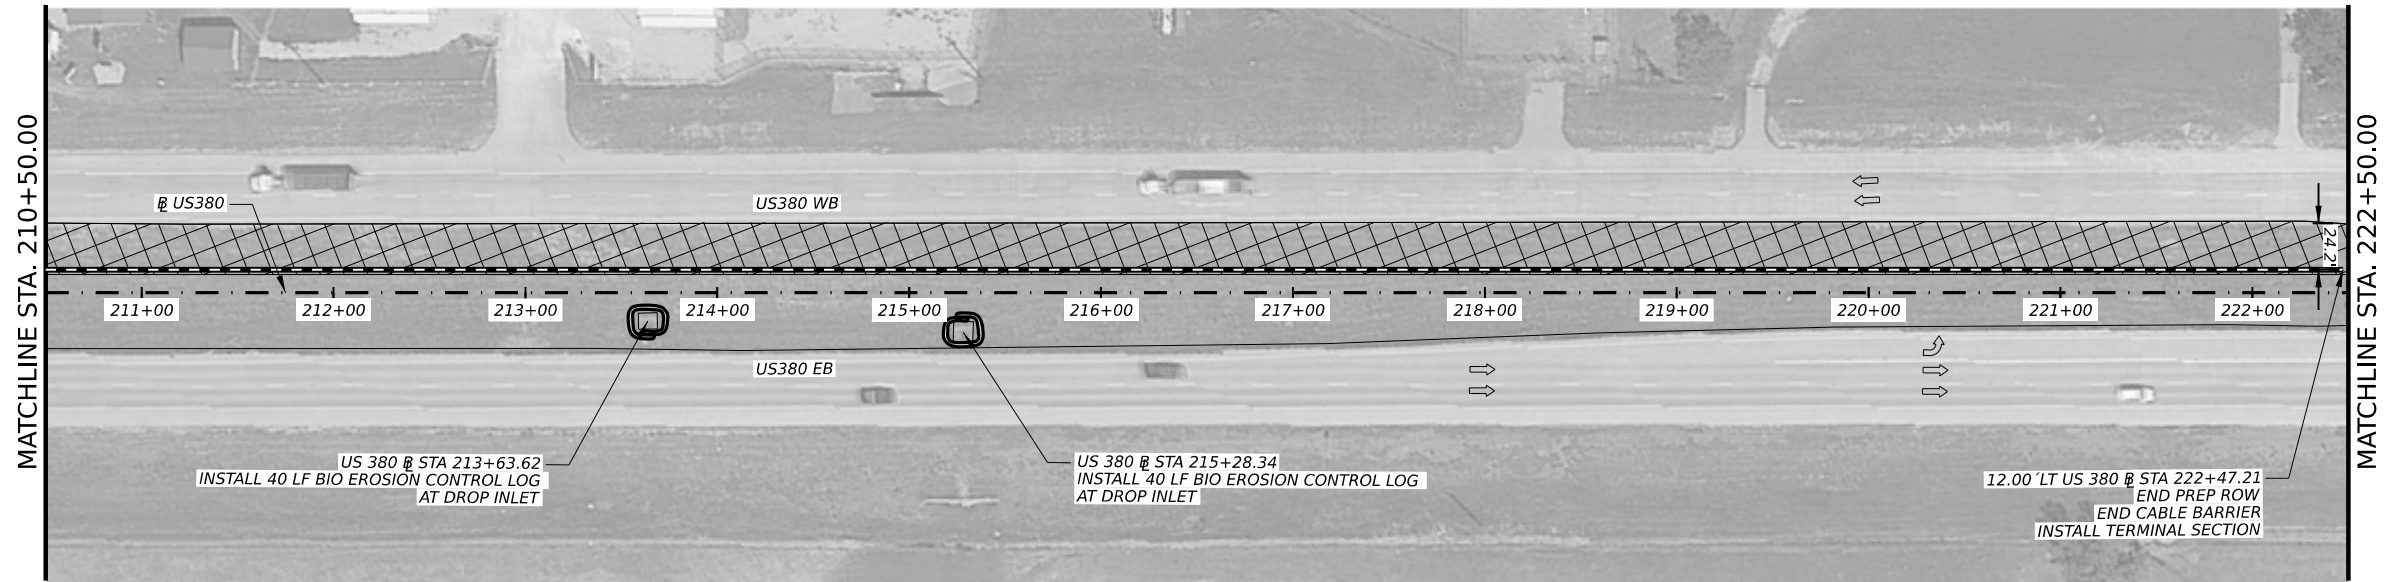 MATCHLINE STA. 210+50.00
MATCHLINE STA. 222+50.00
℄ US380
US380 WB
24.2'
211+00
212+00
213+00
214+00
215+00
216+00
217+00
218+00
219+00
220+00
221+00
222+00
US380 EB
US 380 BL STA 213+63.62
INSTALL 40 LF BIO EROSION CONTROL LOG
AT DROP INLET
US 380 BL STA 215+28.34
INSTALL 40 LF BIO EROSION CONTROL LOG
AT DROP INLET
12.00´LT US 380 BL STA 222+47.21
END PREP ROW
END CABLE BARRIER
INSTALL TERMINAL SECTION